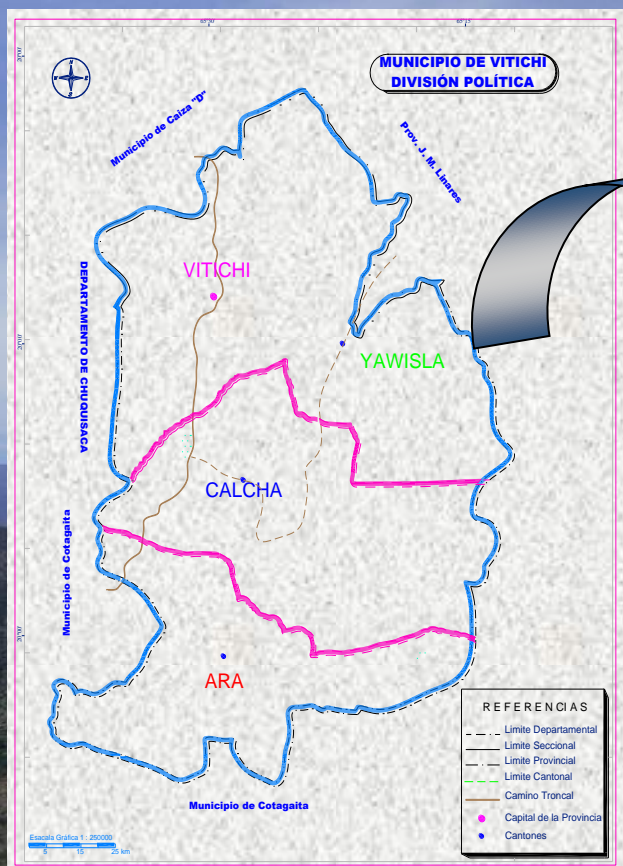 MUNICIPIO DE VITICHI
DIVISIÓN POLÍTICA
Municipio de Caiza "D"
Prov. J. M. Linares
DEPARTAMENTO DE CHUQUISACA
VITICHI
YAWISLA
CALCHA
Municipio de Cotagaita
ARA
Municipio de Cotagaita
REFERENCIAS
Limite Departamental
Limite Seccional
Limite Provincial
Limite Cantonal
Camino Troncal
Capital de la Provincia
Cantones
Escala Gráfica 1 : 250000
5 15 25 km